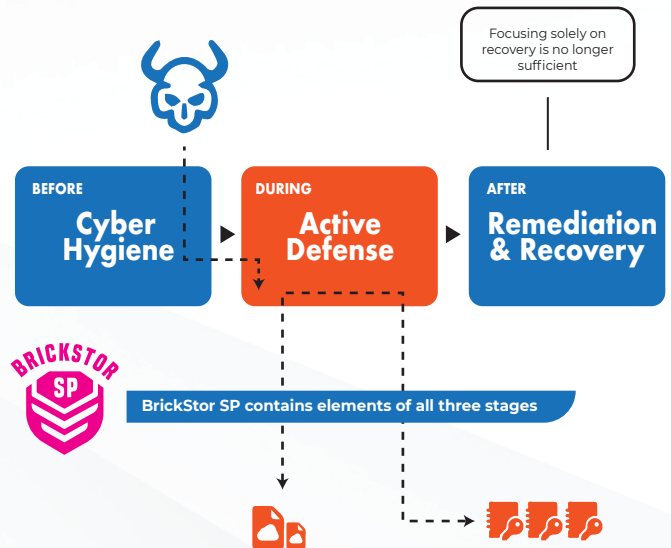 Focusing solely on
recovery is no longer
sufficient
BEFORE
Cyber
Hygiene
DURING
Active
Defense
AFTER
Remediation
& Recovery
BRICKSTOR
SP
BrickStor SP contains elements of all three stages